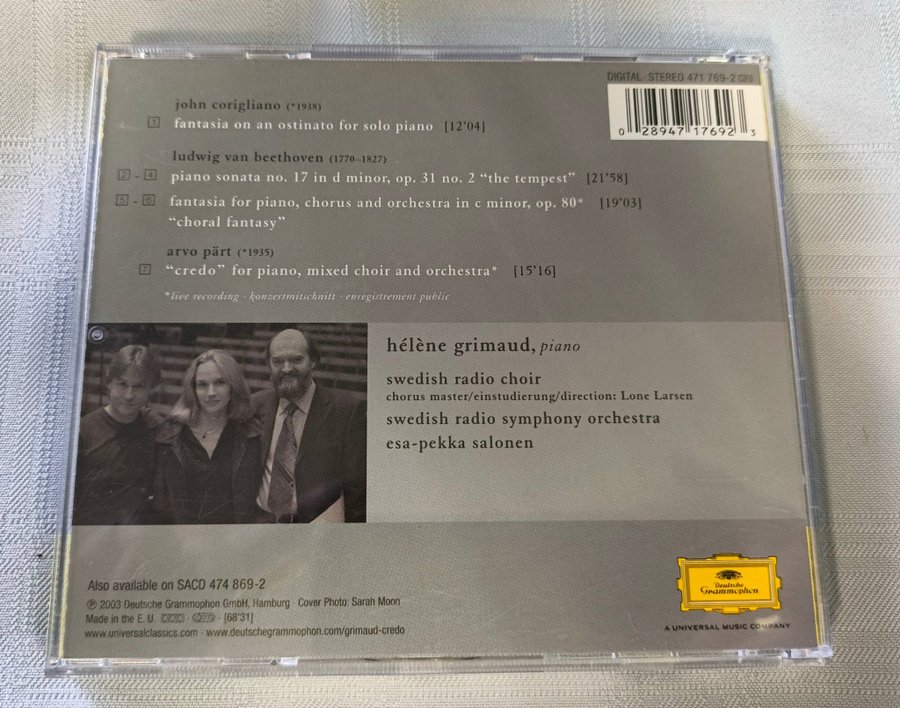 DIGITAL · STEREO 471 769-2
0 28947 17692 3
john corigliano (*1938)
1 fantasia on an ostinato for solo piano [12'04]
ludwig van beethoven (1770–1827)
2 - 4 piano sonata no. 17 in d minor, op. 31 no. 2 “the tempest” [21'58]
5 - 6 fantasia for piano, chorus and orchestra in c minor, op. 80* [19'03]
“choral fantasy”
arvo pärt (*1935)
7 “credo” for piano, mixed choir and orchestra* [15'16]
*live recording · konzertmitschnitt · enregistrement public
hélène grimaud, piano
swedish radio choir
chorus master/einstudierung/direction: Lone Larsen
swedish radio symphony orchestra
esa-pekka salonen
Also available on SACD 474 869-2
℗ 2003 Deutsche Grammophon GmbH, Hamburg · Cover Photo: Sarah Moon
Made in the E. U. · [68'31]
www.universalclassics.com · www.deutschegrammophon.com/grimaud-credo
Deutsche
Grammophon
A UNIVERSAL MUSIC COMPANY